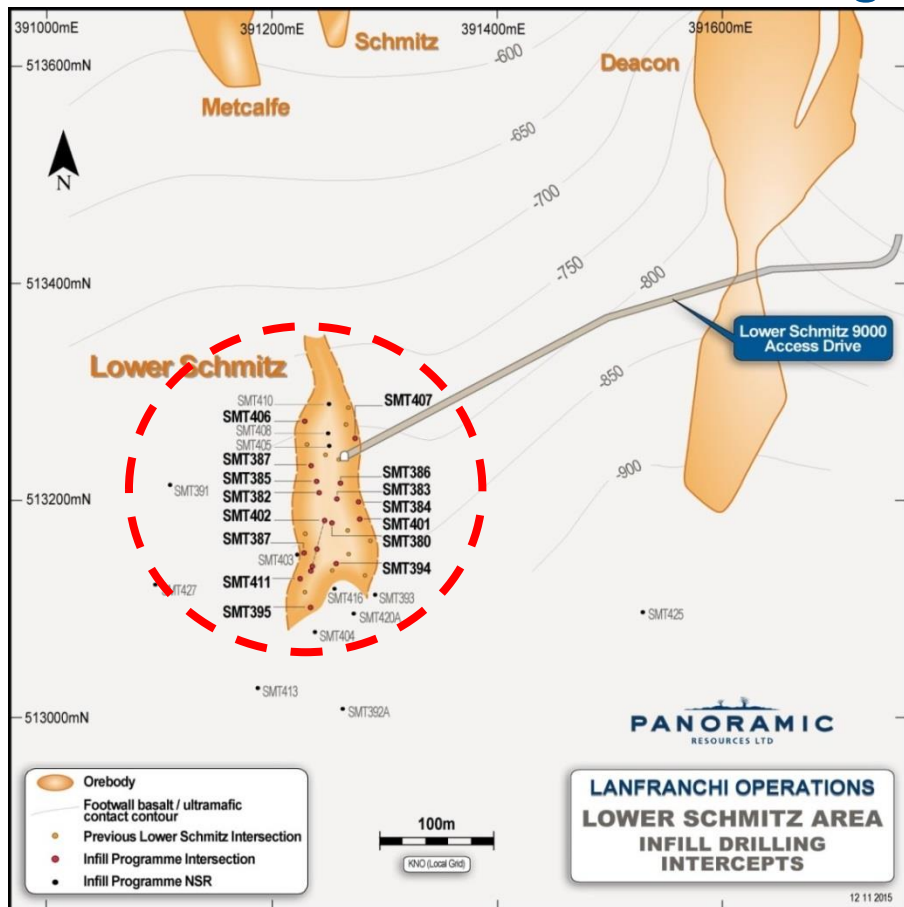 391000mE
391200mE
391400mE
391600mE
513600mN
513400mN
513200mN
513000mN
Schmitz
Deacon
Metcalfe
N
-600
-650
-700
-750
-800
-850
-900
Lower Schmitz 9000
Access Drive
Lower Schmitz
SMT410
SMT407
SMT406
SMT408
SMT405
SMT387
SMT386
SMT385
SMT383
SMT382
SMT384
SMT391
SMT402
SMT401
SMT387
SMT380
SMT403
SMT394
SMT411
SMT427
SMT416
SMT393
SMT395
SMT420A
SMT425
SMT404
SMT413
SMT392A
PANORAMIC
RESOURCES LTD
Orebody
Footwall basalt / ultramafic
contact contour
Previous Lower Schmitz Intersection
Infill Programme Intersection
Infill Programme NSR
100m
KNO (Local Grid)
LANFRANCHI OPERATIONS
LOWER SCHMITZ AREA
INFILL DRILLING
INTERCEPTS
12 11 2015